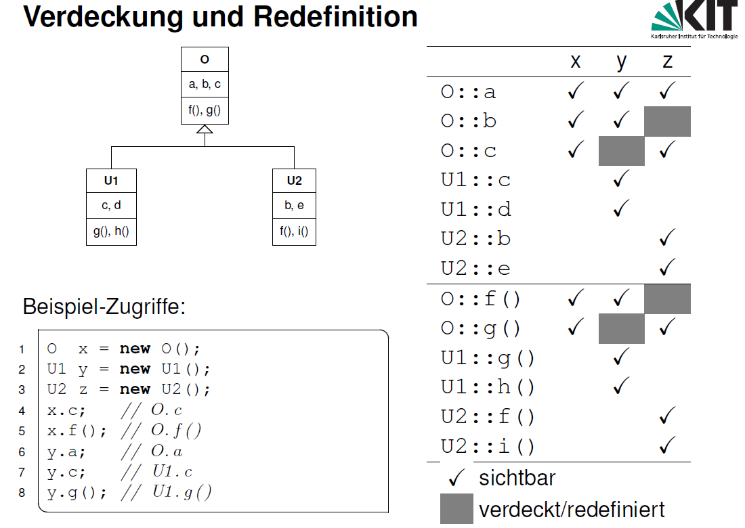 Verdeckung und Redefinition
KIT
Karlsruher Institut für Technologie
O
a, b, c
f(), g()
U1
c, d
g(), h()
U2
b, e
f(), i()
x y z
O::a ✓ ✓ ✓
O::b ✓ ✓
O::c ✓ ✓
U1::c ✓
U1::d ✓
U2::b ✓
U2::e ✓
O::f() ✓ ✓
O::g() ✓ ✓
U1::g() ✓
U1::h() ✓
U2::f() ✓
U2::i() ✓
✓ sichtbar
verdeckt/redefiniert
Beispiel-Zugriffe:
1 O x = new O();
2 U1 y = new U1();
3 U2 z = new U2();
4 x.c; // O.c
5 x.f(); // O.f()
6 y.a; // O.a
7 y.c; // U1.c
8 y.g(); // U1.g()